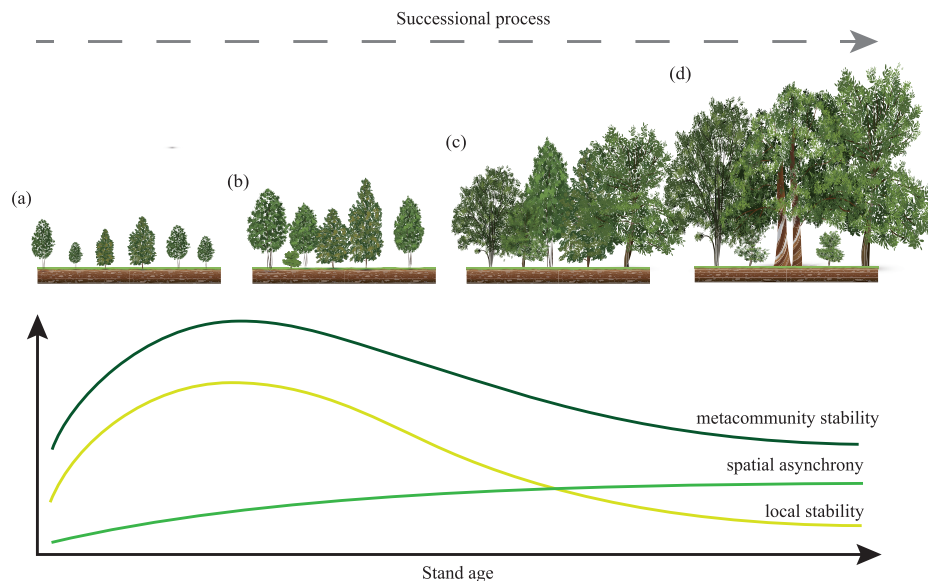 Successional process
(d)
(c)
(b)
(a)
metacommunity stability
spatial asynchrony
local stability
Stand age